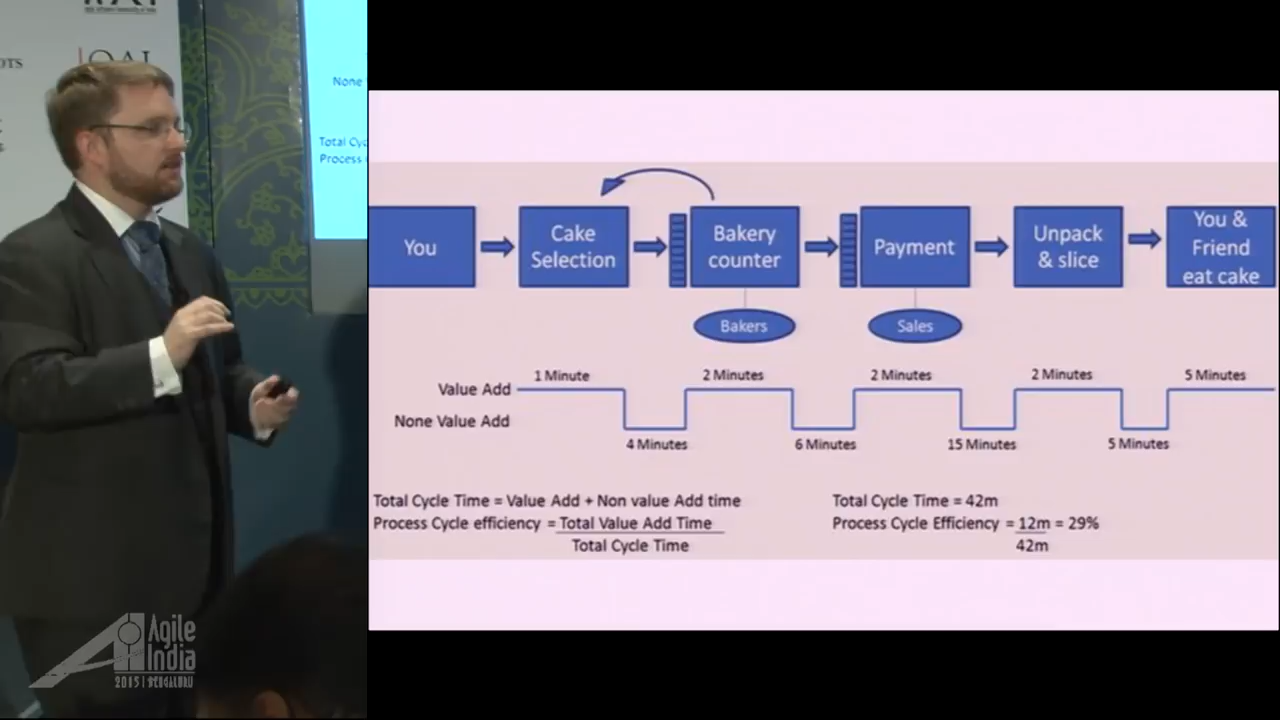 OTS
QAI
None
Total Cyc
Process
You
Cake
Selection
Bakery
counter
Payment
Unpack
& slice
You &
Friend
eat cake
Bakers
Sales
1 Minute
2 Minutes
2 Minutes
2 Minutes
5 Minutes
Value Add
None Value Add
4 Minutes
6 Minutes
15 Minutes
5 Minutes
Total Cycle Time = Value Add + Non value Add time
Process Cycle efficiency = Total Value Add Time
Total Cycle Time
Total Cycle Time = 42m
Process Cycle Efficiency = 12m = 29%
42m
Agile
India
2015 | BENGALURU